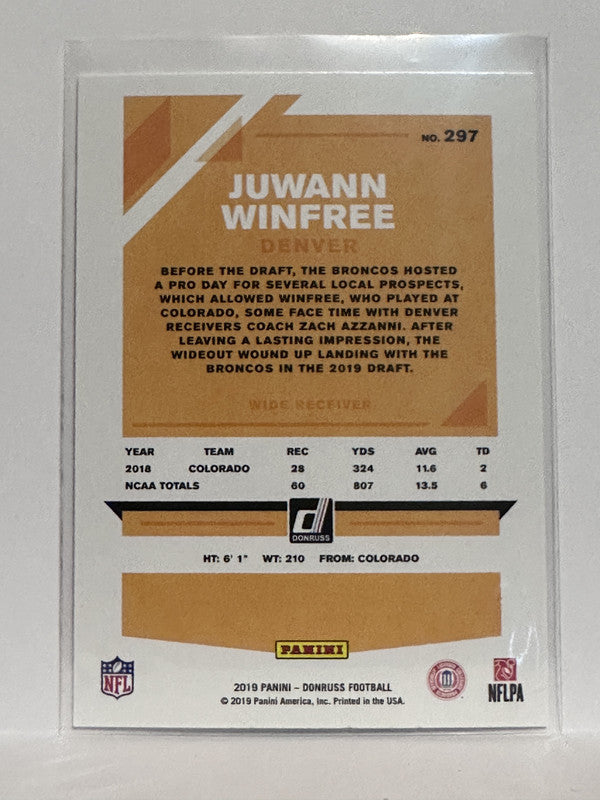 NO. 297
JUWANN
WINFREE
DENVER
BEFORE THE DRAFT, THE BRONCOS HOSTED
A PRO DAY FOR SEVERAL LOCAL PROSPECTS,
WHICH ALLOWED WINFREE, WHO PLAYED AT
COLORADO, SOME FACE TIME WITH DENVER
RECEIVERS COACH ZACH AZZANNI. AFTER
LEAVING A LASTING IMPRESSION, THE
WIDEOUT WOUND UP LANDING WITH THE
BRONCOS IN THE 2019 DRAFT.
WIDE RECEIVER
YEAR TEAM REC YDS AVG TD
2018 COLORADO 28 324 11.6 2
NCAA TOTALS 60 807 13.5 6
DONRUSS
HT: 6' 1" WT: 210 FROM: COLORADO
PANINI
NFL
2019 PANINI – DONRUSS FOOTBALL
© 2019 Panini America, Inc. Printed in the USA.
NFLPA